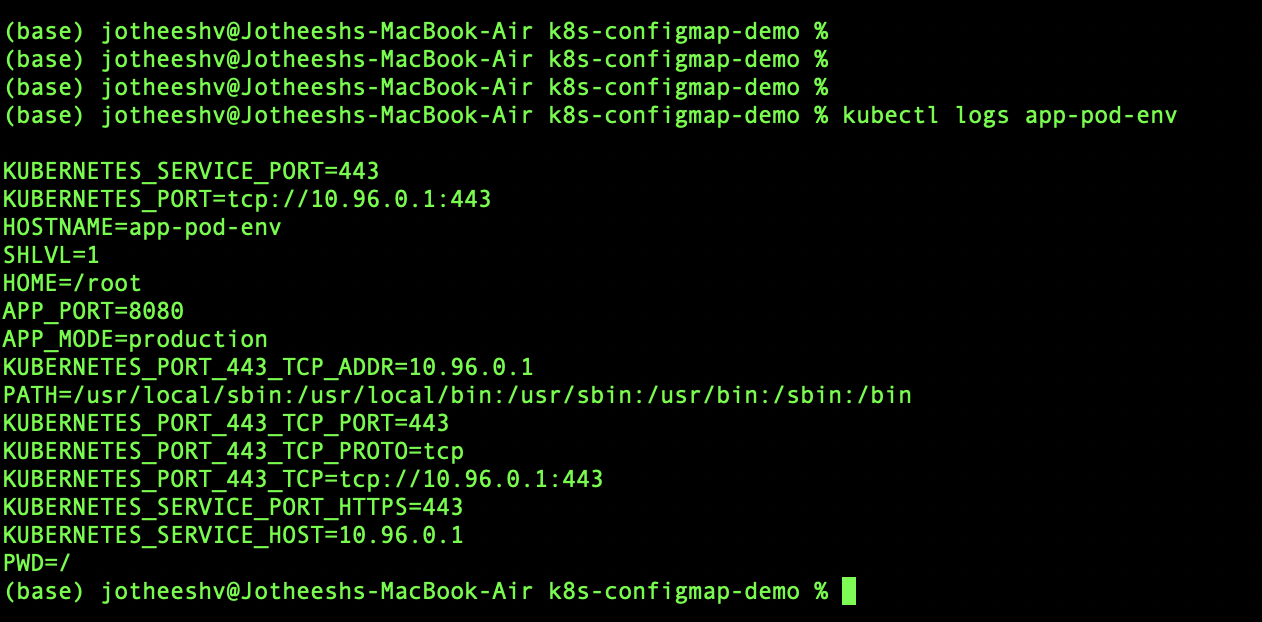 (base) jotheeshv@Jotheeshs-MacBook-Air k8s-configmap-demo %
(base) jotheeshv@Jotheeshs-MacBook-Air k8s-configmap-demo %
(base) jotheeshv@Jotheeshs-MacBook-Air k8s-configmap-demo %
(base) jotheeshv@Jotheeshs-MacBook-Air k8s-configmap-demo % kubectl logs app-pod-env
KUBERNETES_SERVICE_PORT=443
KUBERNETES_PORT=tcp://10.96.0.1:443
HOSTNAME=app-pod-env
SHLVL=1
HOME=/root
APP_PORT=8080
APP_MODE=production
KUBERNETES_PORT_443_TCP_ADDR=10.96.0.1
PATH=/usr/local/sbin:/usr/local/bin:/usr/sbin:/usr/bin:/sbin:/bin
KUBERNETES_PORT_443_TCP_PORT=443
KUBERNETES_PORT_443_TCP_PROTO=tcp
KUBERNETES_PORT_443_TCP=tcp://10.96.0.1:443
KUBERNETES_SERVICE_PORT_HTTPS=443
KUBERNETES_SERVICE_HOST=10.96.0.1
PWD=/
(base) jotheeshv@Jotheeshs-MacBook-Air k8s-configmap-demo %